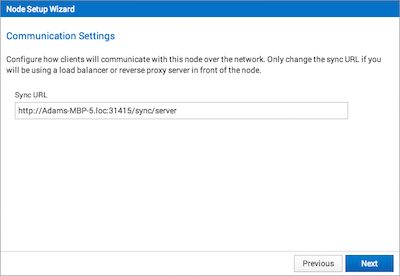 Node Setup Wizard
Communication Settings
Configure how clients will communicate with this node over the network. Only change the sync URL if you
will be using a load balancer or reverse proxy server in front of the node.
Sync URL
http://Adams-MBP-5.loc:31415/sync/server
Previous
Next